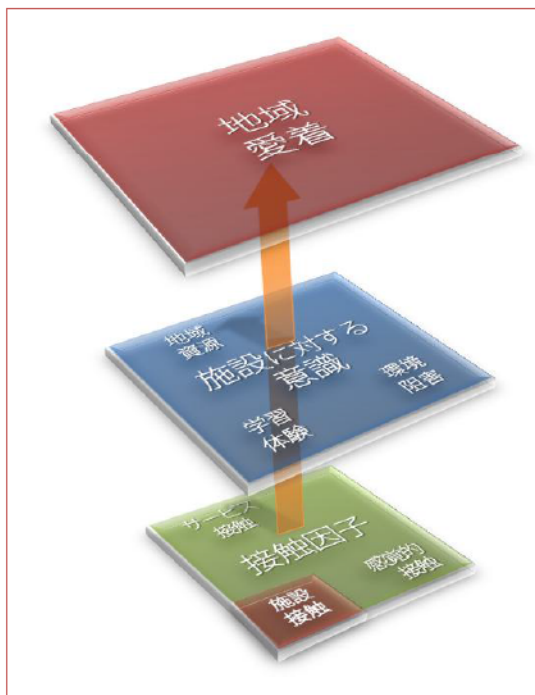 地域
愛着
地域
資源
施設に対する
意識
環境
阻害
学習
体験
サービス
接触
接触因子
感覚的
接触
施設
接触